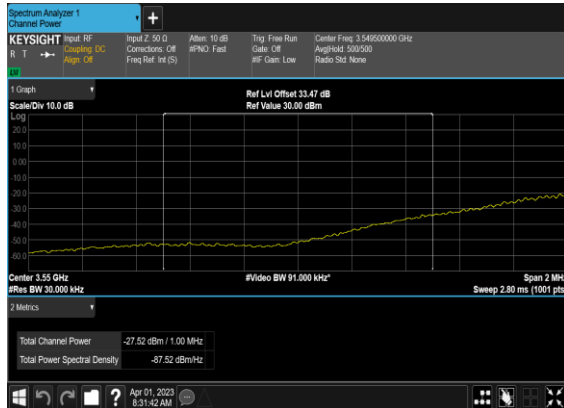 Spectrum Analyzer 1
Channel Power
+
KEYSIGHT Input: RF Input Z: 50 Ω Atten: 10 dB Trig: Free Run Center Freq: 3.549500000 GHz
R T Coupling: DC Corrections: Off #PNO: Fast Gate: Off Avg|Hold: 500/500
Align: Off Freq Ref: Int (S) #IF Gain: Low Radio Std: None
LNI
1 Graph Ref Lvl Offset 33.47 dB
Scale/Div 10.0 dB Ref Value 30.00 dBm
Log
20.0
10.0
0.00
-10.0
-20.0
-30.0
-40.0
-50.0
-60.0
Center 3.55 GHz #Video BW 91.000 kHz* Span 2 MHz
#Res BW 30.000 kHz Sweep 2.80 ms (1001 pts
2 Metrics
Total Channel Power -27.52 dBm / 1.00 MHz
Total Power Spectral Density -87.52 dBm/Hz
? Apr 01, 2023
8:31:42 AM